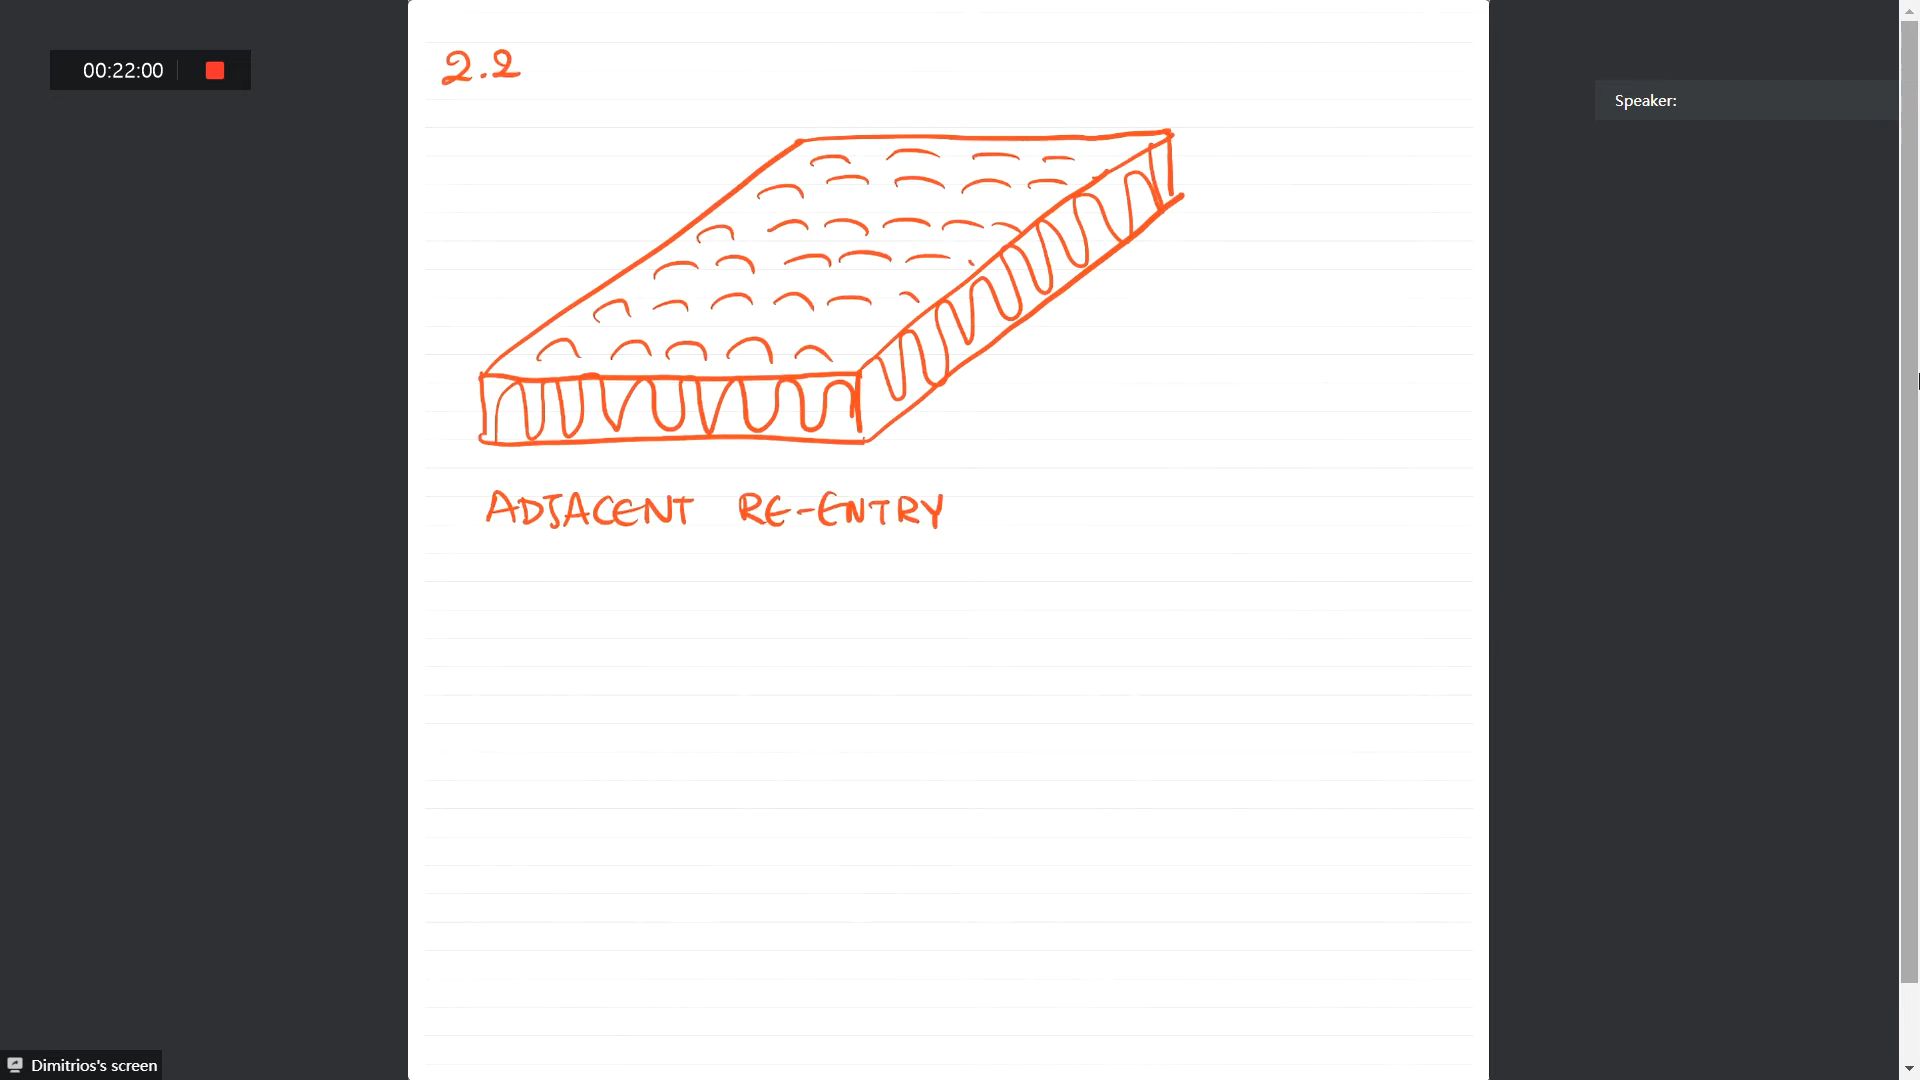 00:22:00
Speaker:
2.2
ADJACENT RE-ENTRY
Dimitrios's screen